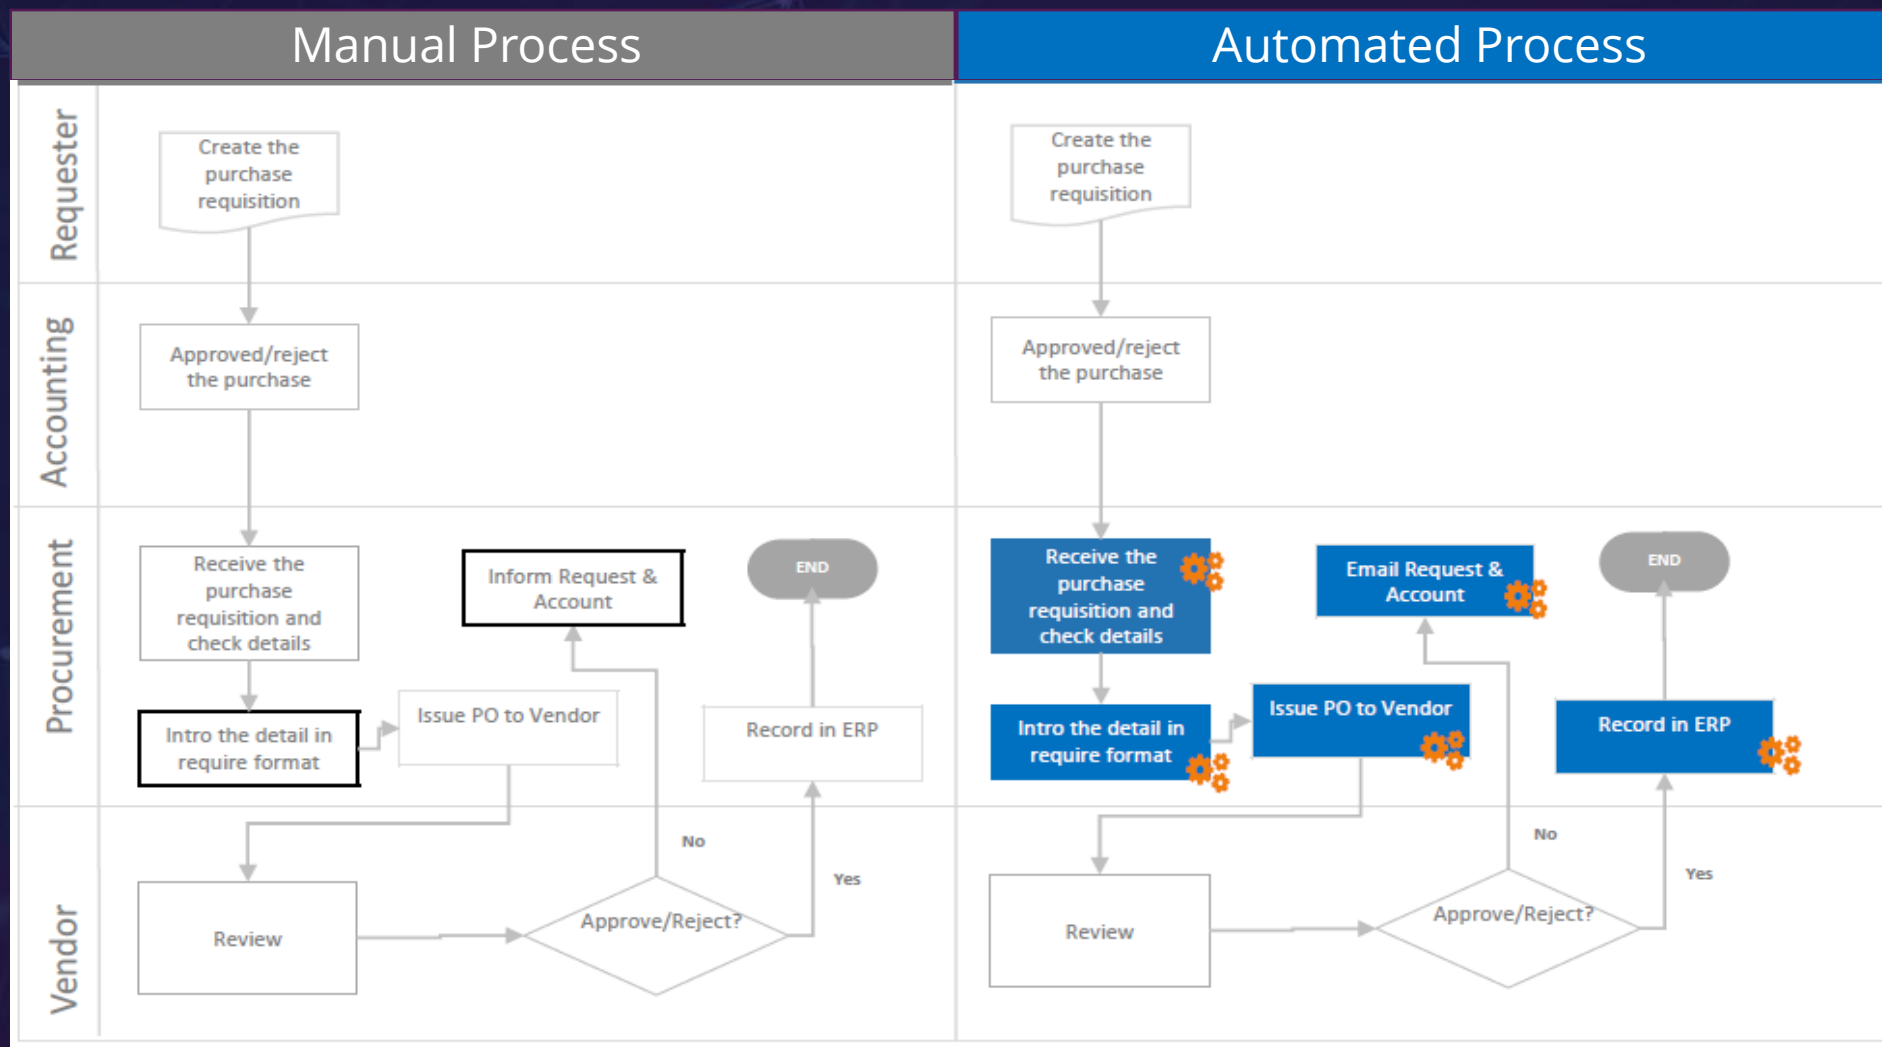 Manual Process
Automated Process
Requester
Create the
purchase
requisition
Create the
purchase
requisition
Accounting
Approved/reject
the purchase
Approved/reject
the purchase
Procurement
Receive the
purchase
requisition and
check details
Inform Request &
Account
END
Intro the detail in
require format
Issue PO to Vendor
Record in ERP
Receive the
purchase
requisition and
check details
Email Request &
Account
END
Intro the detail in
require format
Issue PO to Vendor
Record in ERP
Vendor
No
Yes
Review
Approve/Reject?
No
Yes
Review
Approve/Reject?